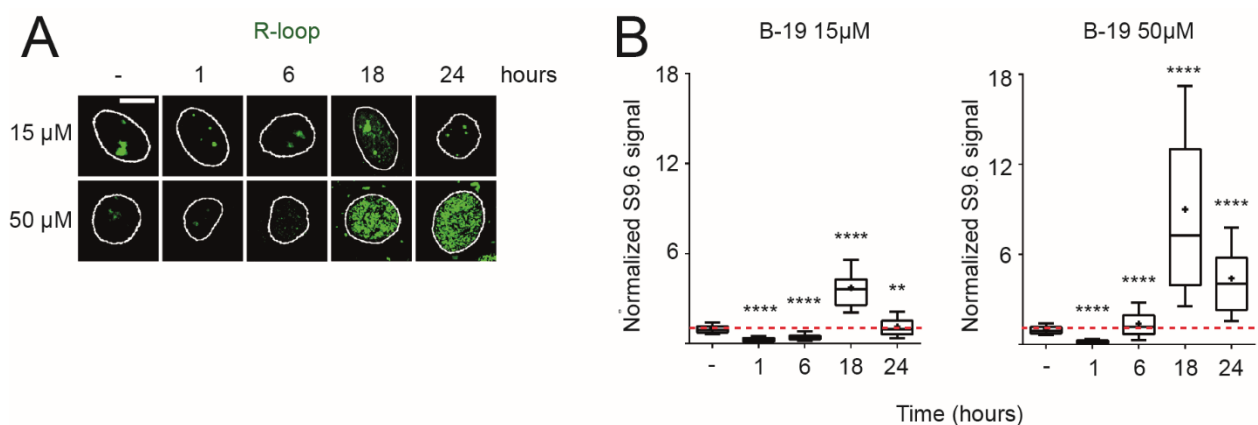 A
R-loop
- 1 6 18 24 hours
15 µM
50 µM
B
B-19 15µM
Normalized S9.6 signal
18
12
6
**** **** **** **
- 1 6 18 24
B-19 50µM
Normalized S9.6 signal
18
12
6
**** **** **** ****
- 1 6 18 24
Time (hours)